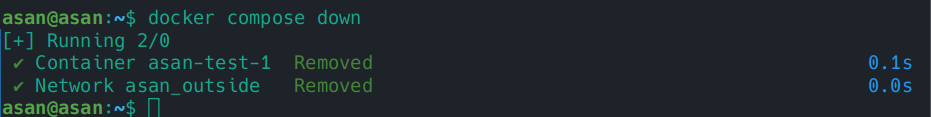 asan@asan:~$ docker compose down
[+] Running 2/0
✔ Container asan-test-1  Removed 0.1s
✔ Network asan_outside   Removed 0.0s
asan@asan:~$